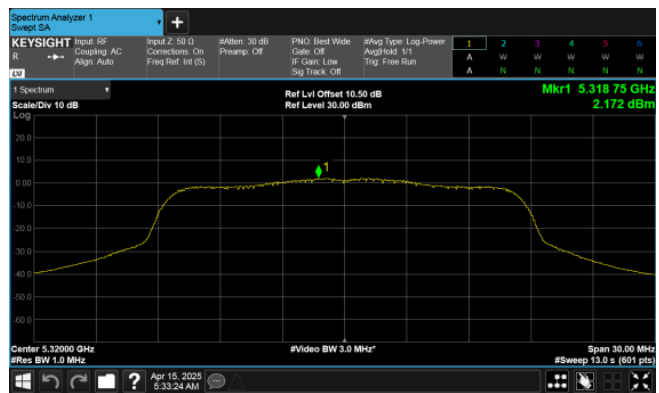 Spectrum Analyzer 1
Swept SA
KEYSIGHT
R
LXI
Input: RF
Coupling: AC
Align: Auto
Input Z: 50 Ω
Corrections: On
Freq Ref: Int (S)
#Atten: 30 dB
Preamp: Off
PNO: Best Wide
Gate: Off
IF Gain: Low
Sig Track: Off
#Avg Type: Log-Power
Avg|Hold: 1/1
Trig: Free Run
1 2 3 4 5 6
A W W W W W
A N N N N N
1 Spectrum
Scale/Div 10 dB
Log
Ref Lvl Offset 10.50 dB
Ref Level 30.00 dBm
Mkr1 5.318 75 GHz
2.172 dBm
20.0
10.0
0.00
-10.0
-20.0
-30.0
-40.0
-50.0
-60.0
1
Center 5.32000 GHz
#Res BW 1.0 MHz
#Video BW 3.0 MHz*
Span 30.00 MHz
#Sweep 13.0 s (601 pts)
?
Apr 15, 2025
5:33:24 AM